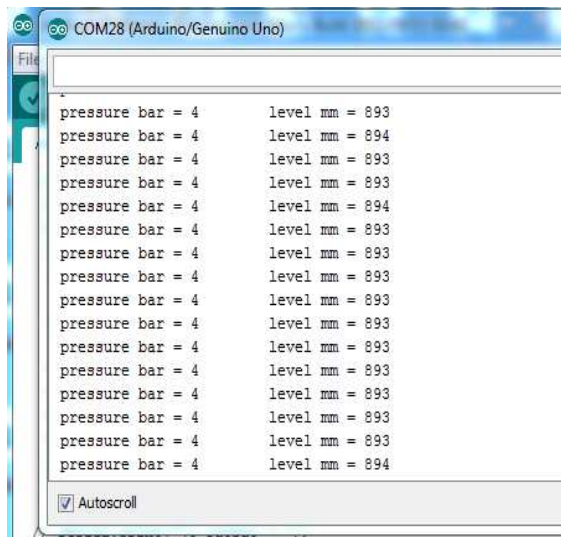 COM28 (Arduino/Genuino Uno)
File
pressure bar = 4 level mm = 893
pressure bar = 4 level mm = 894
pressure bar = 4 level mm = 893
pressure bar = 4 level mm = 893
pressure bar = 4 level mm = 894
pressure bar = 4 level mm = 893
pressure bar = 4 level mm = 893
pressure bar = 4 level mm = 893
pressure bar = 4 level mm = 893
pressure bar = 4 level mm = 893
pressure bar = 4 level mm = 893
pressure bar = 4 level mm = 893
pressure bar = 4 level mm = 893
pressure bar = 4 level mm = 893
pressure bar = 4 level mm = 893
pressure bar = 4 level mm = 894
Autoscroll